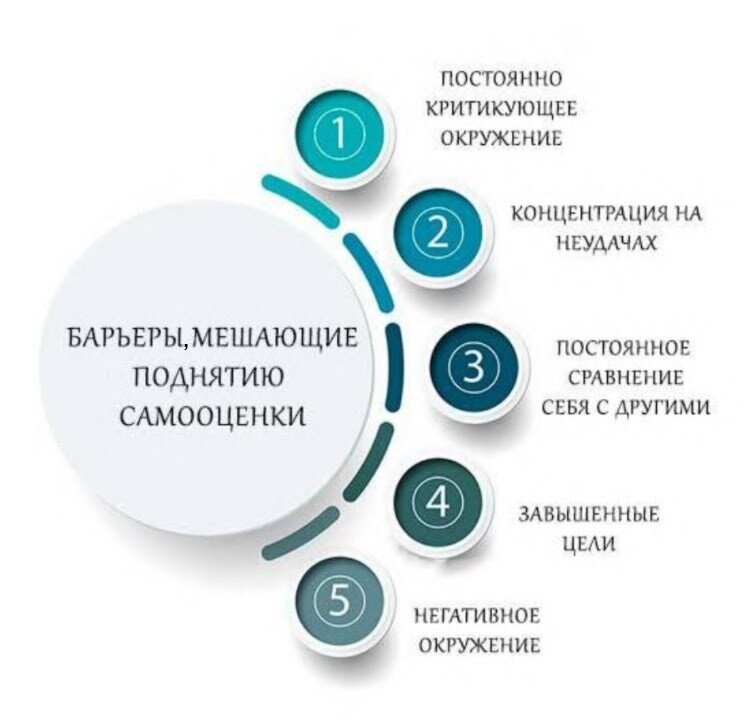 БАРЬЕРЫ,МЕШАЮЩИЕ
ПОДНЯТИЮ
САМООЦЕНКИ
1
ПОСТОЯННО
КРИТИКУЮЩЕЕ
ОКРУЖЕНИЕ
2
КОНЦЕНТРАЦИЯ НА
НЕУДАЧАХ
3
ПОСТОЯННОЕ
СРАВНЕНИЕ
СЕБЯ С ДРУГИМИ
4
ЗАВЫШЕННЫЕ
ЦЕЛИ
5
НЕГАТИВНОЕ
ОКРУЖЕНИЕ